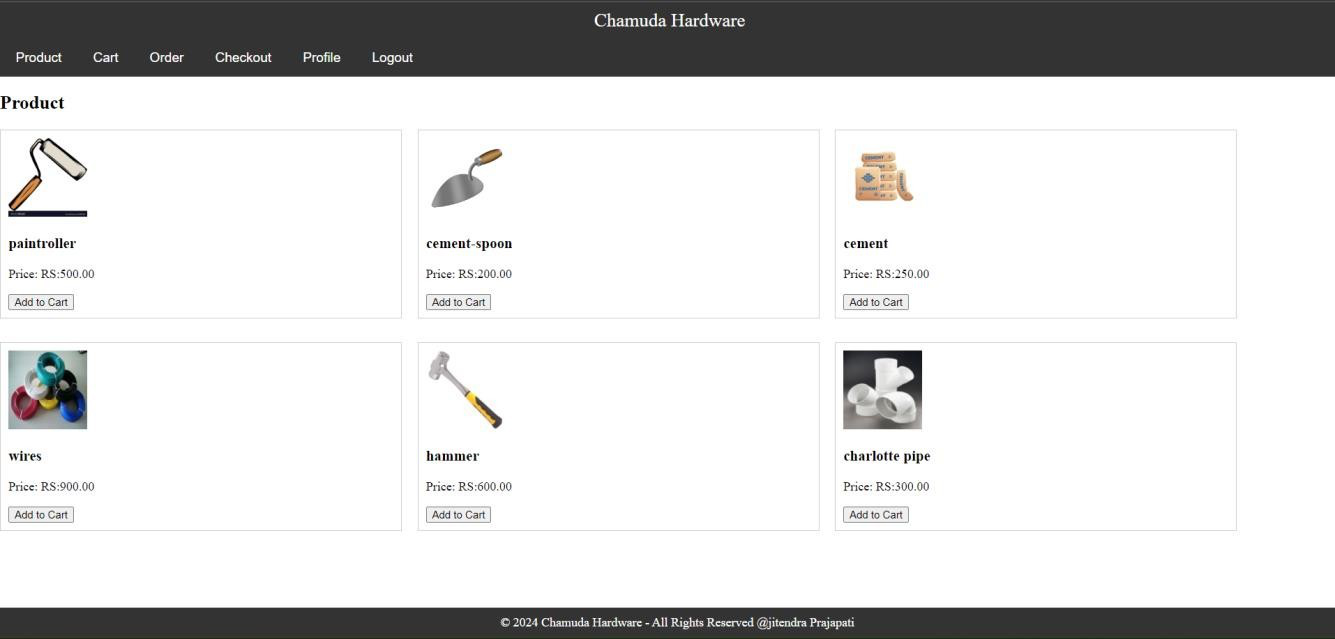 Chamuda Hardware
Product Cart Order Checkout Profile Logout
Product
CEMENT
CEMENT
paintroller cement-spoon cement
Price: RS:500.00 Price: RS:200.00 Price: RS:250.00
Add to Cart Add to Cart Add to Cart
wires hammer charlotte pipe
Price: RS:900.00 Price: RS:600.00 Price: RS:300.00
Add to Cart Add to Cart Add to Cart
© 2024 Chamuda Hardware - All Rights Reserved @jitendra Prajapati